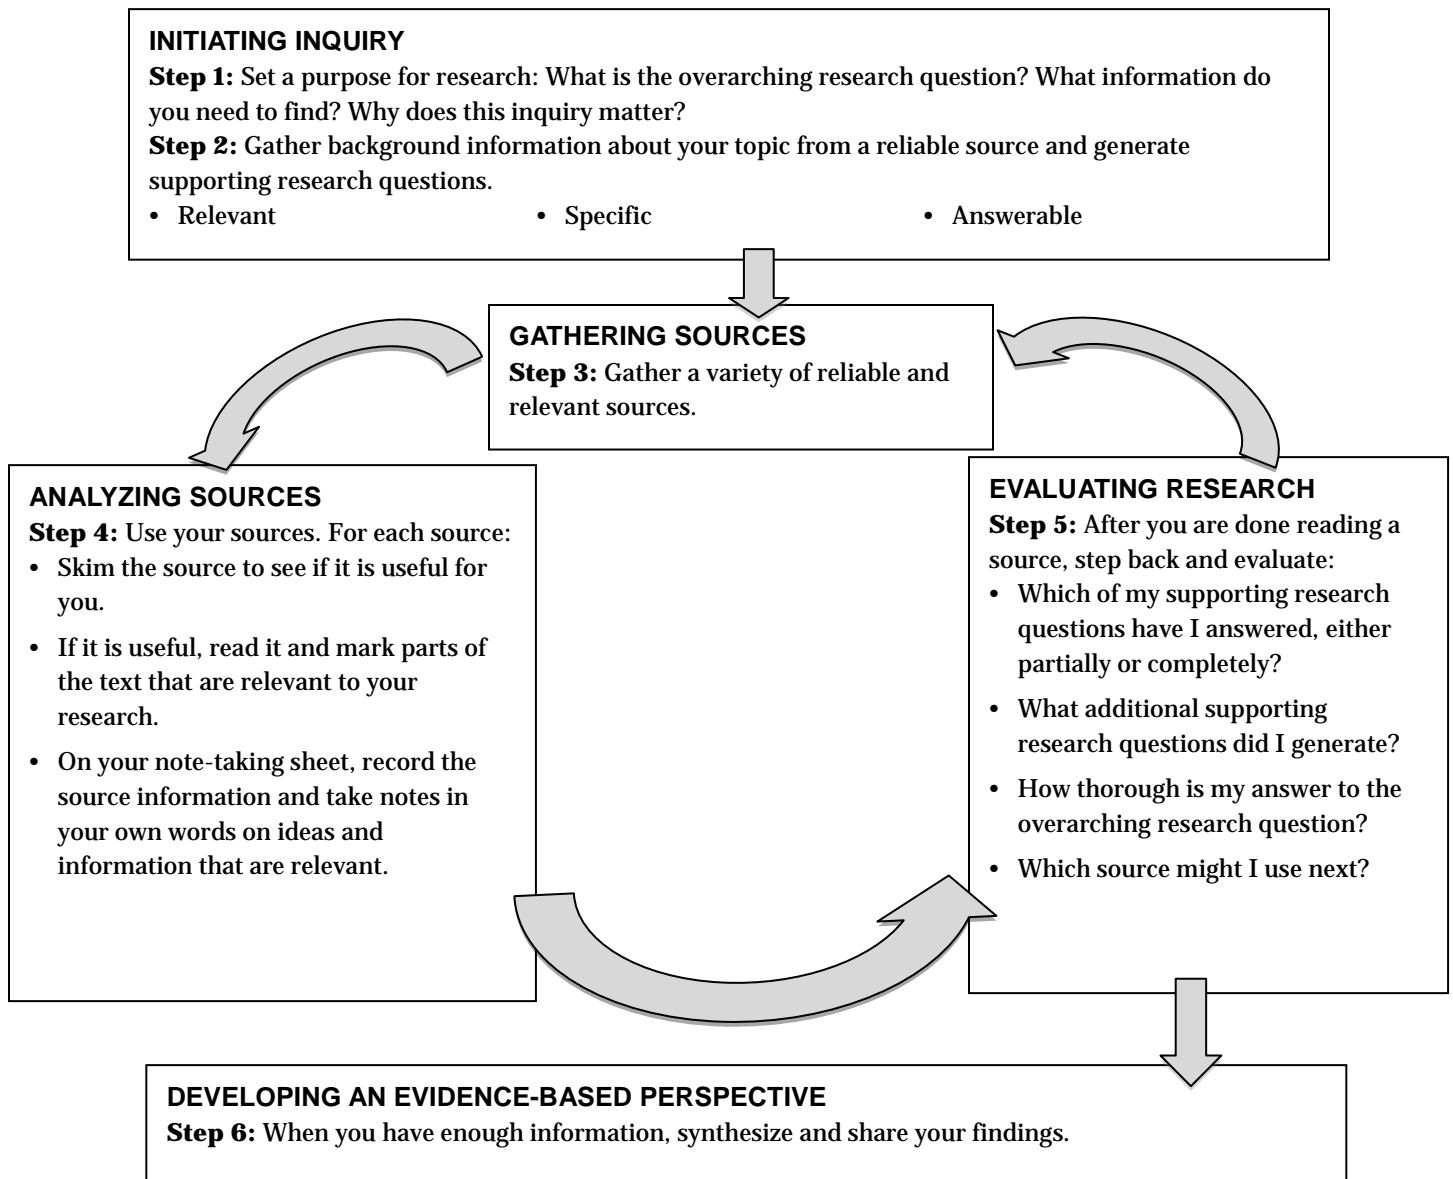 INITIATING INQUIRY
Step 1: Set a purpose for research: What is the overarching research question? What information do
you need to find? Why does this inquiry matter?
Step 2: Gather background information about your topic from a reliable source and generate
supporting research questions.
• Relevant • Specific • Answerable
GATHERING SOURCES
Step 3: Gather a variety of reliable and
relevant sources.
ANALYZING SOURCES
Step 4: Use your sources. For each source:
• Skim the source to see if it is useful for
you.
• If it is useful, read it and mark parts of
the text that are relevant to your
research.
• On your note-taking sheet, record the
source information and take notes in
your own words on ideas and
information that are relevant.
EVALUATING RESEARCH
Step 5: After you are done reading a
source, step back and evaluate:
• Which of my supporting research
questions have I answered, either
partially or completely?
• What additional supporting
research questions did I generate?
• How thorough is my answer to the
overarching research question?
• Which source might I use next?
DEVELOPING AN EVIDENCE-BASED PERSPECTIVE
Step 6: When you have enough information, synthesize and share your findings.